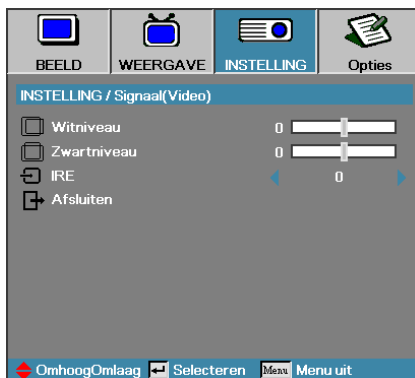 BEELD WEERGAVE INSTELLING Opties
INSTELLING / Signaal(Video)
Witniveau 0
Zwartniveau 0
IRE 0
Afsluiten
OmhoogOmlaag Selecteren Menu Menu uit